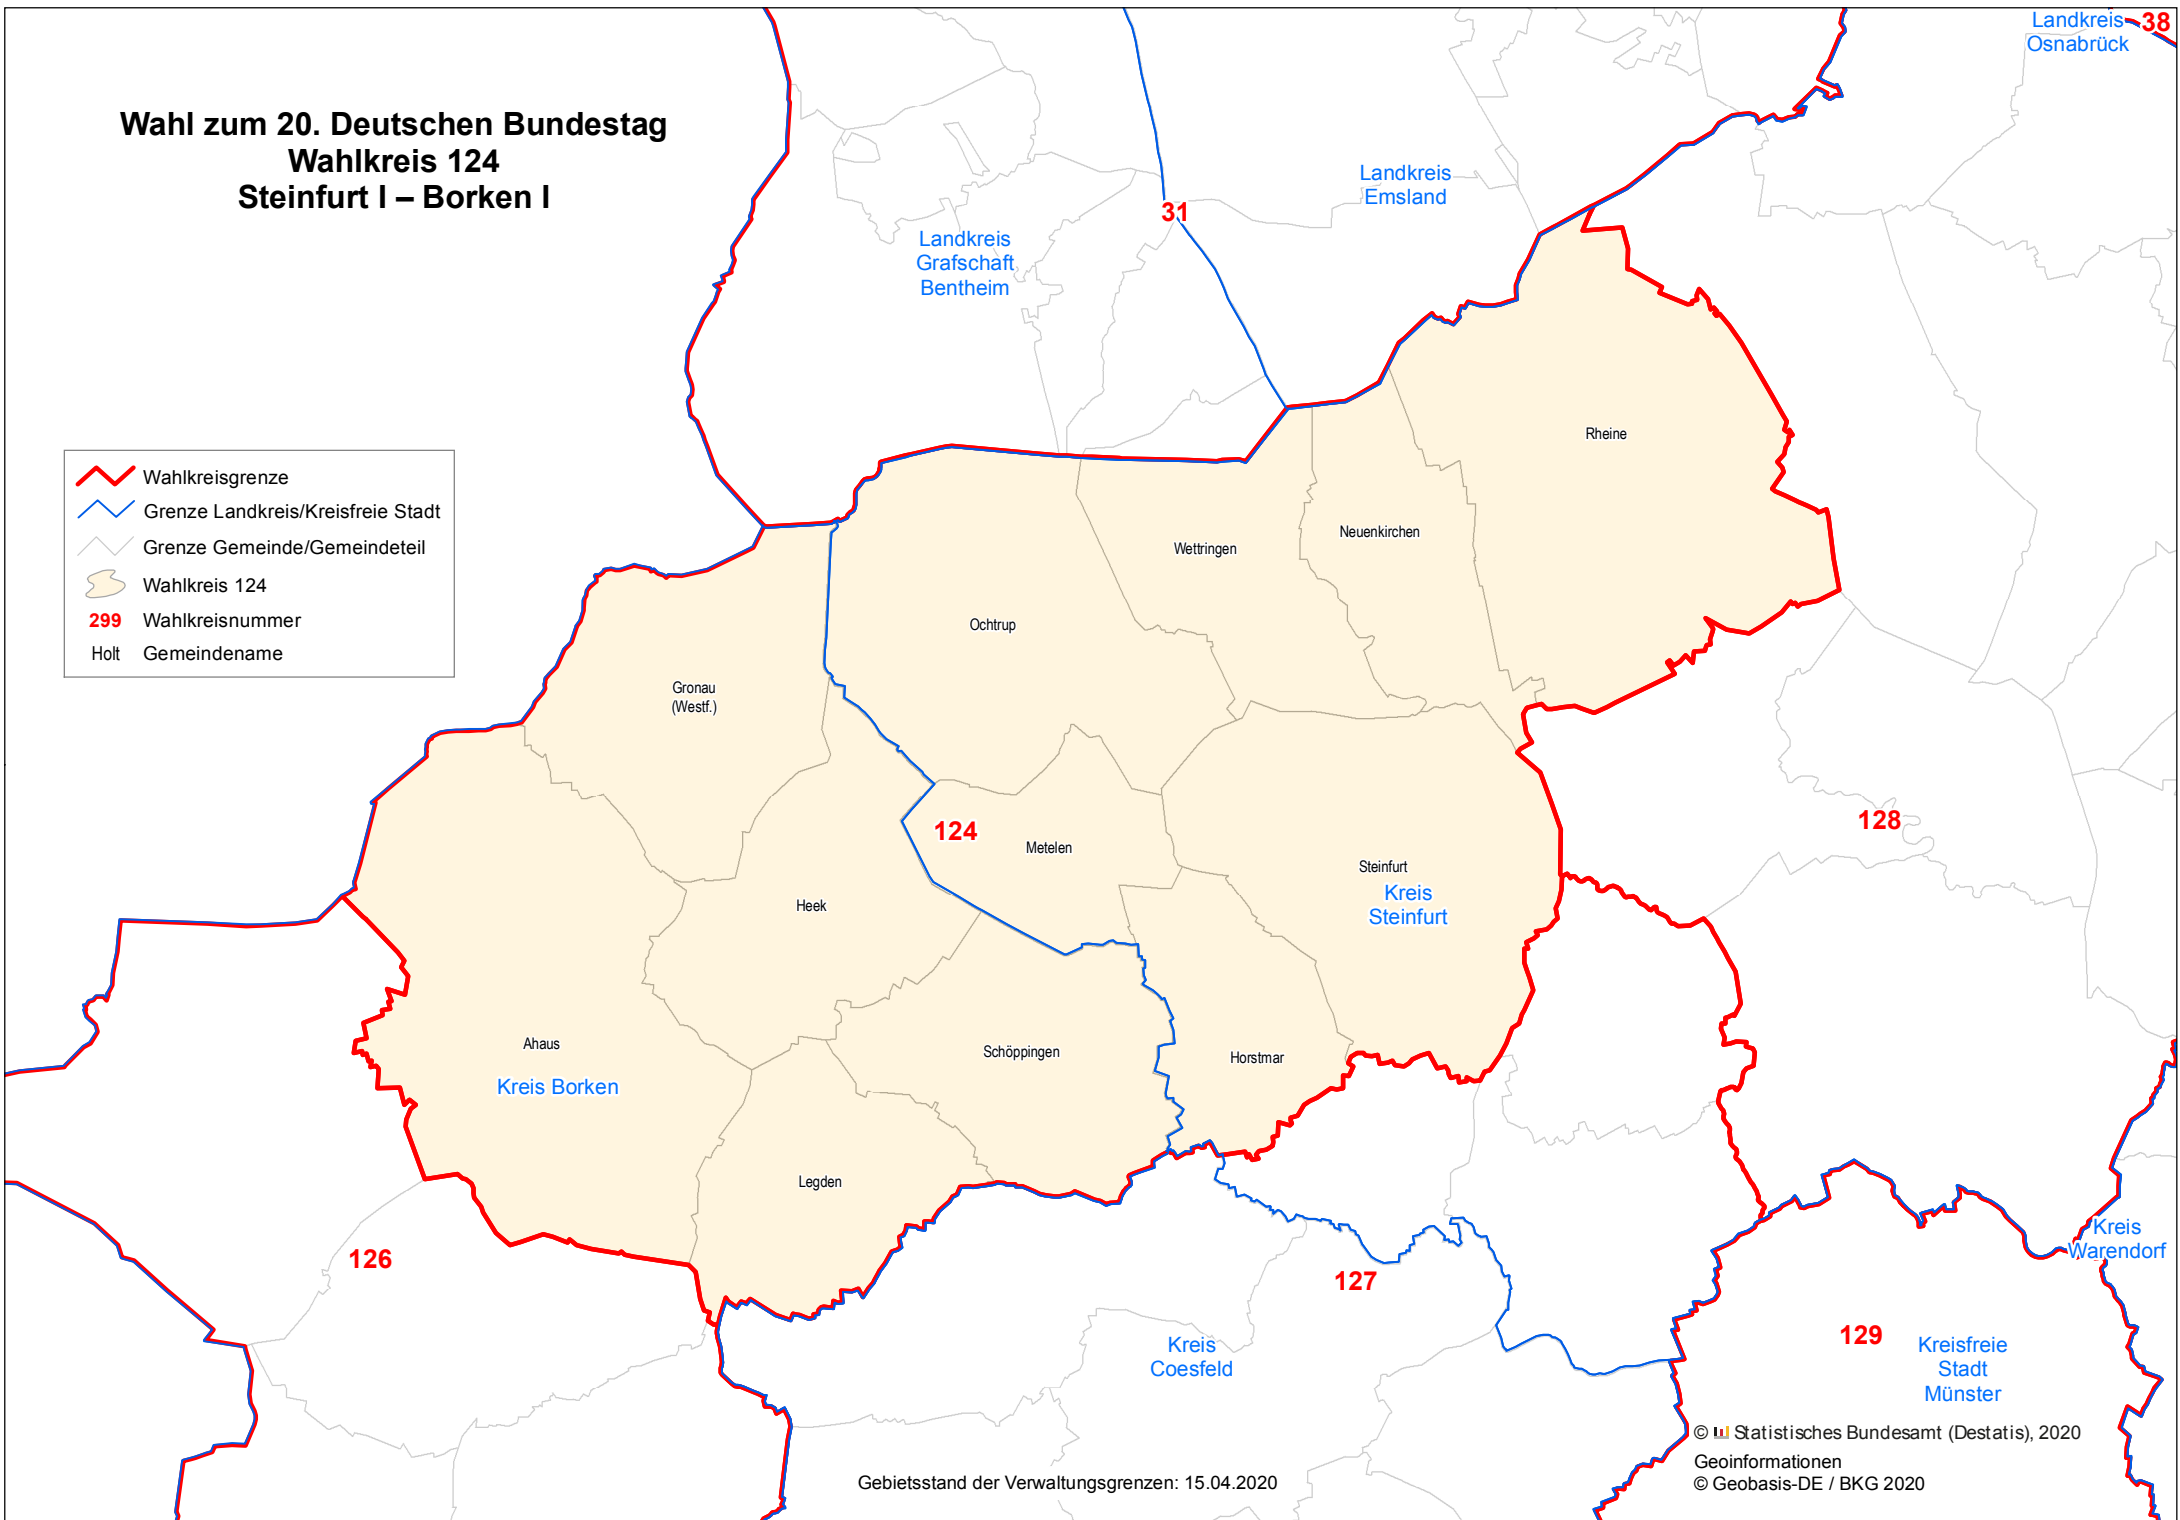 Wahl zum 20. Deutschen Bundestag
Wahlkreis 124
Steinfurt I – Borken I
Landkreis
Osnabrück
38
Landkreis
Emsland
31
Landkreis
Grafschaft
Bentheim
Wahlkreisgrenze
Grenze Landkreis/Kreisfreie Stadt
Grenze Gemeinde/Gemeindeteil
Wahlkreis 124
299 Wahlkreisnummer
Holt Gemeindename
Rheine
Neuenkirchen
Wettringen
Ochtrup
Gronau
(Westf.)
124
Metelen
128
Steinfurt
Kreis
Steinfurt
Heek
Ahaus
Kreis Borken
Schöppingen
Horstmar
Legden
126
127
Kreis
Warendorf
Kreis
Coesfeld
129
Kreisfreie
Stadt
Münster
© Statistisches Bundesamt (Destatis), 2020
Geoinformationen
© Geobasis-DE / BKG 2020
Gebietsstand der Verwaltungsgrenzen: 15.04.2020